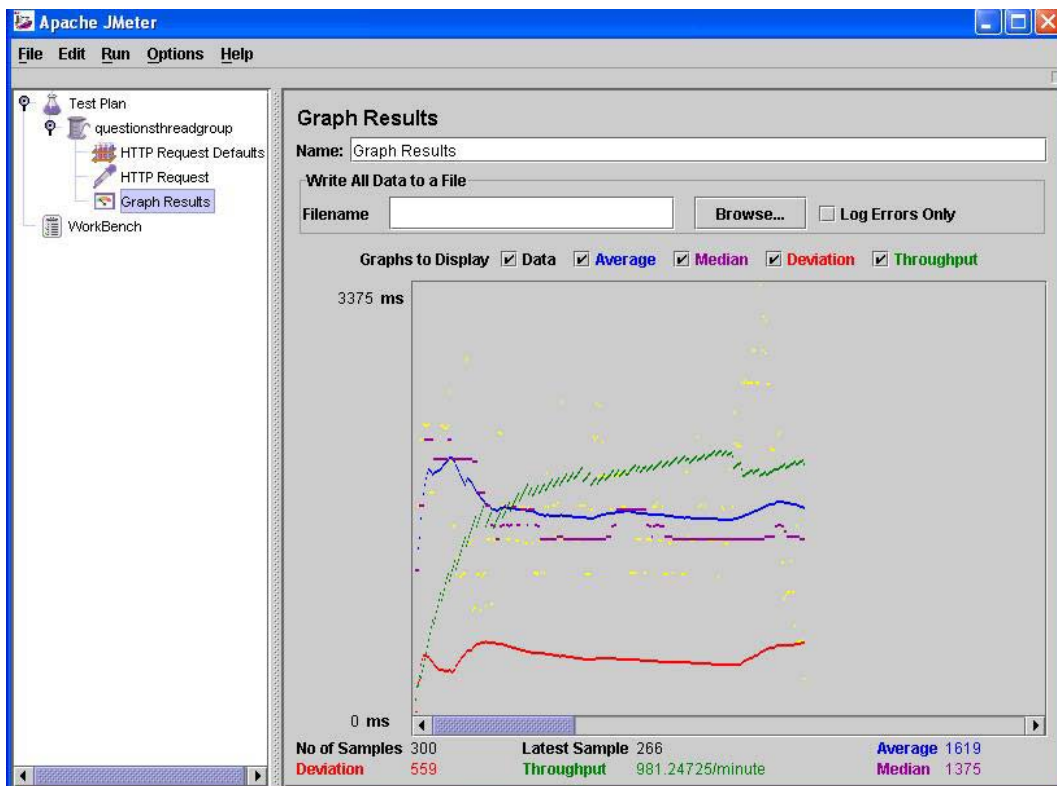 Apache JMeter
File Edit Run Options Help
Test Plan
questionsthreadgroup
HTTP Request Defaults
HTTP Request
Graph Results
WorkBench
Graph Results
Name: Graph Results
Write All Data to a File
Filename Browse... Log Errors Only
Graphs to Display Data Average Median Deviation Throughput
3375 ms
0 ms
No of Samples 300 Latest Sample 266 Average 1619
Deviation 559 Throughput 981.24725/minute Median 1375